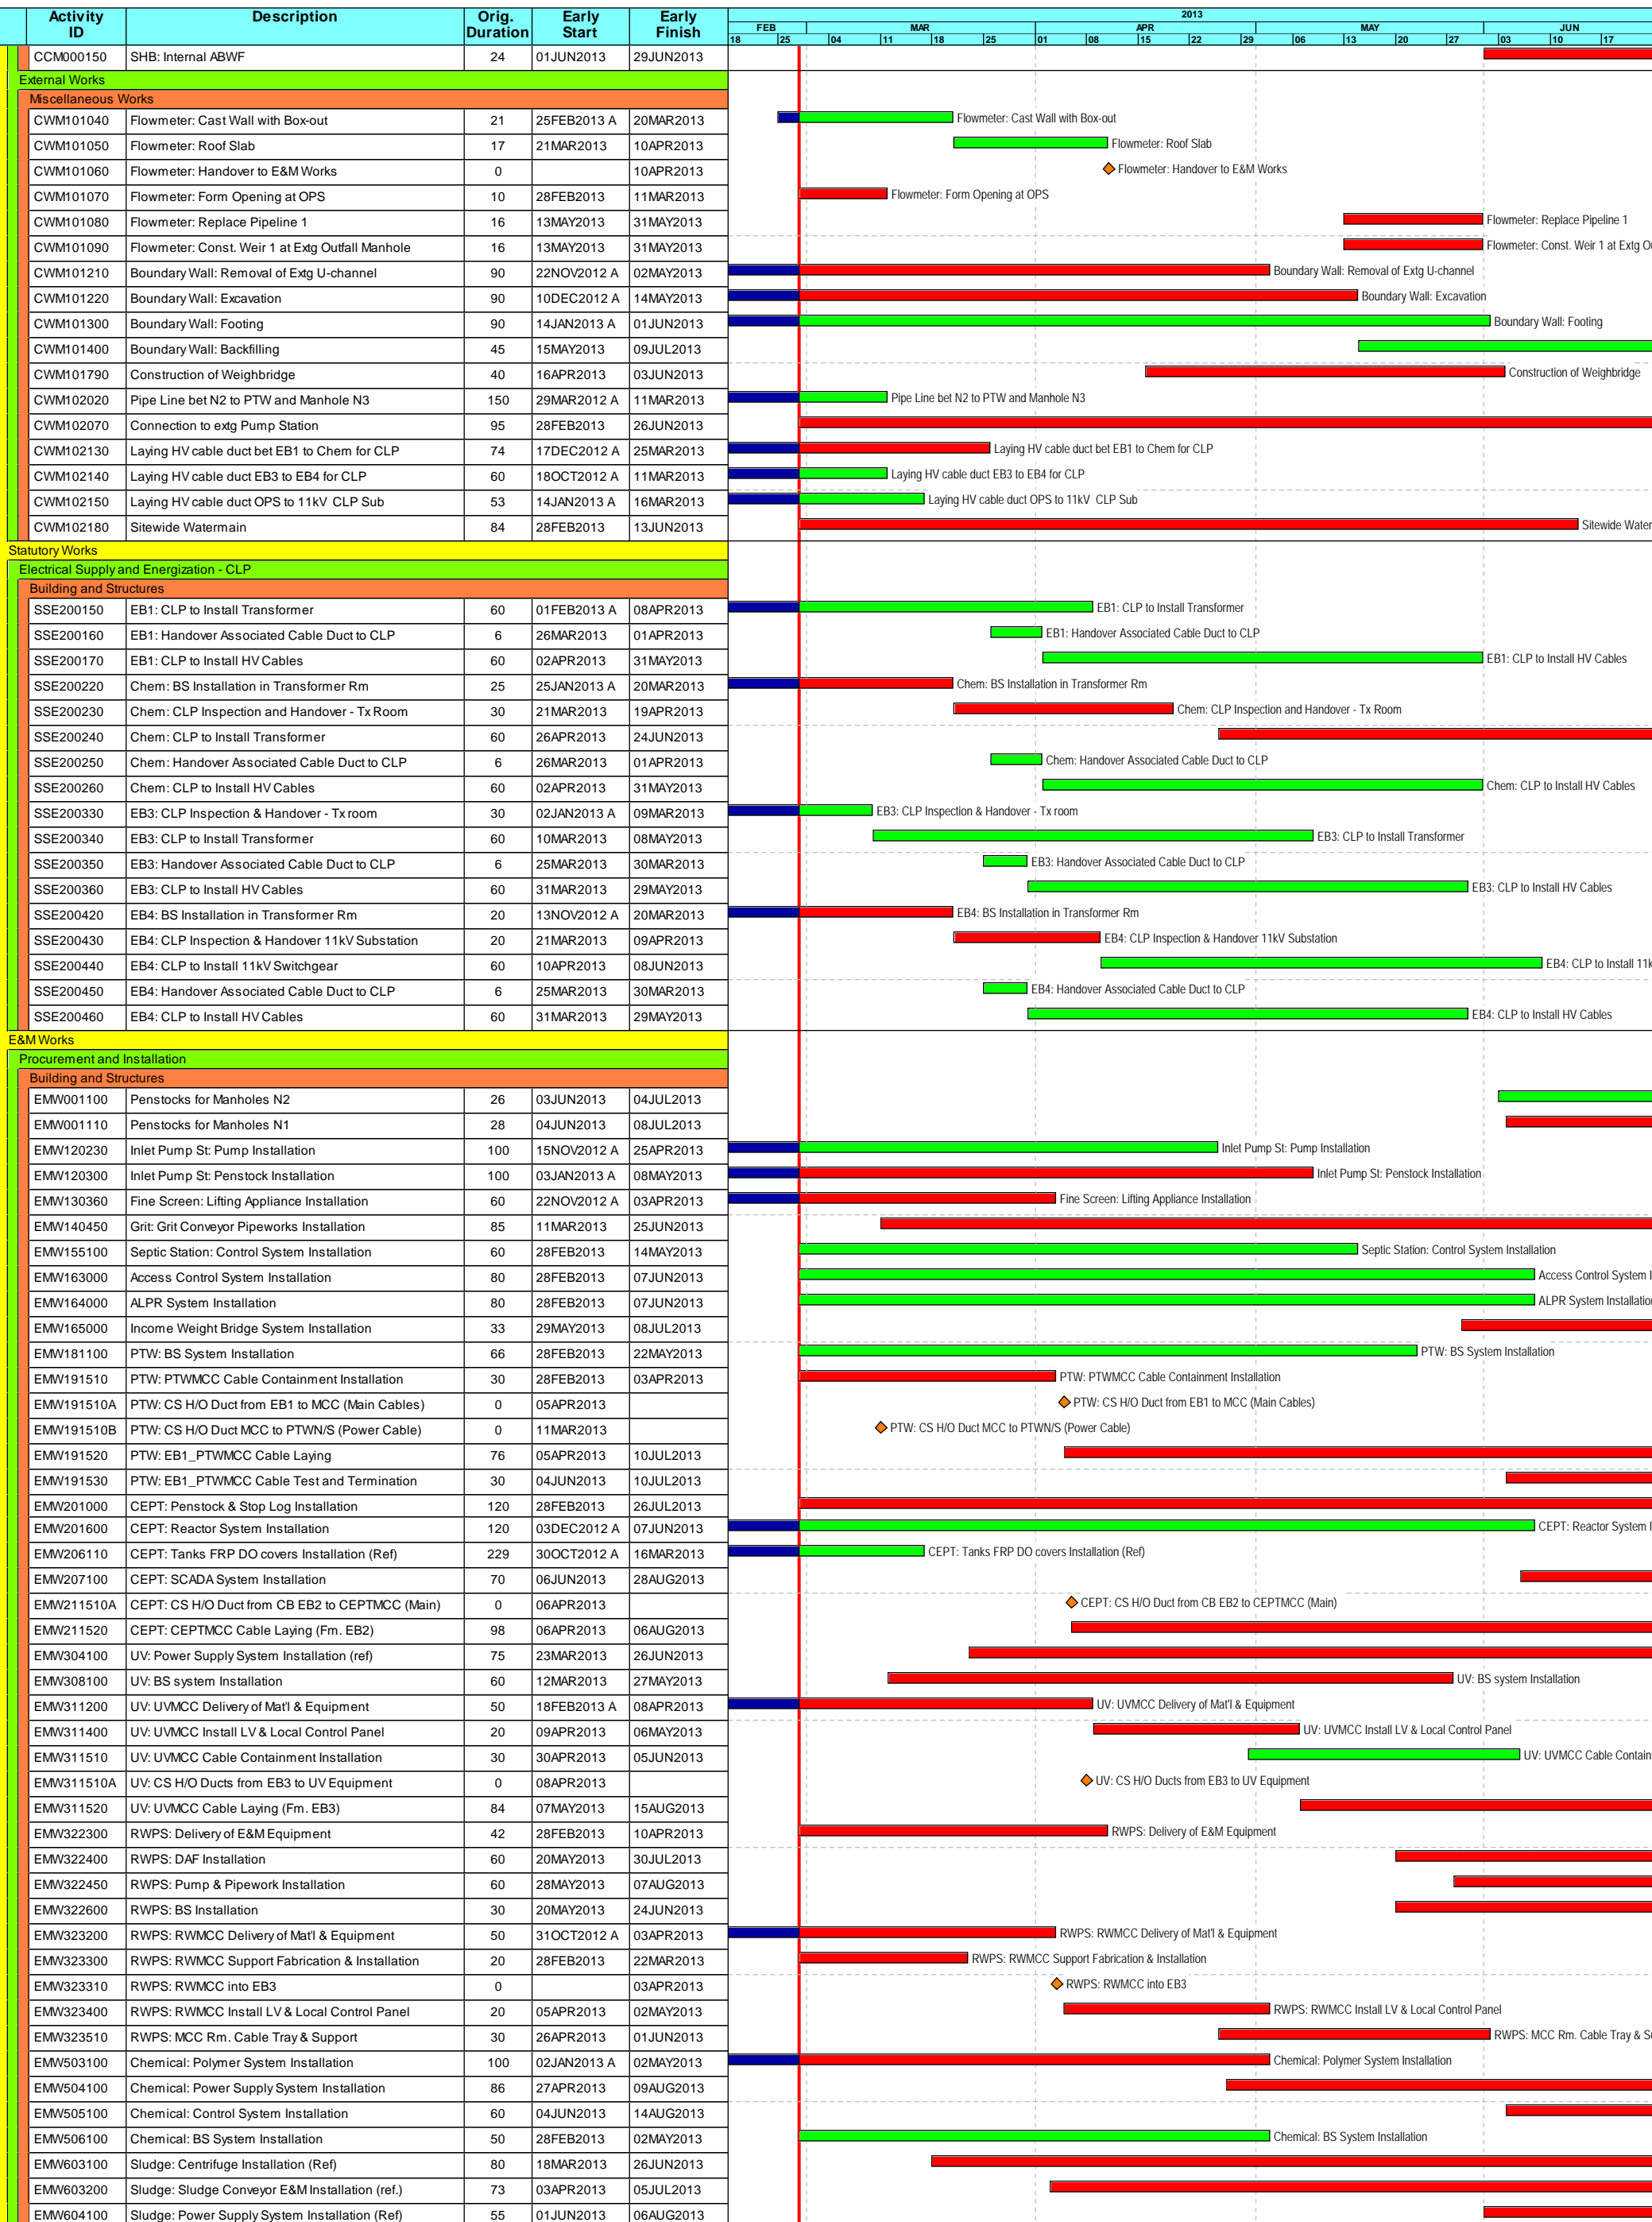 Activity ID Description Orig. Duration Early Start Early Finish
2013
FEB MAR APR MAY JUN
18 25 04 11 18 25 01 08 15 22 29 06 13 20 27 03 10 17
CCM000150 SHB: Internal ABWF 24 01JUN2013 29JUN2013
External Works
Miscellaneous Works
CWM101040 Flowmeter: Cast Wall with Box-out 21 25FEB2013 A 20MAR2013 Flowmeter: Cast Wall with Box-out
CWM101050 Flowmeter: Roof Slab 17 21MAR2013 10APR2013 Flowmeter: Roof Slab
CWM101060 Flowmeter: Handover to E&M Works 0 10APR2013 Flowmeter: Handover to E&M Works
CWM101070 Flowmeter: Form Opening at OPS 10 28FEB2013 11MAR2013 Flowmeter: Form Opening at OPS
CWM101080 Flowmeter: Replace Pipeline 1 16 13MAY2013 31MAY2013 Flowmeter: Replace Pipeline 1
CWM101090 Flowmeter: Const. Weir 1 at Extg Outfall Manhole 16 13MAY2013 31MAY2013 Flowmeter: Const. Weir 1 at Extg O
CWM101210 Boundary Wall: Removal of Extg U-channel 90 22NOV2012 A 02MAY2013 Boundary Wall: Removal of Extg U-channel
CWM101220 Boundary Wall: Excavation 90 10DEC2012 A 14MAY2013 Boundary Wall: Excavation
CWM101300 Boundary Wall: Footing 90 14JAN2013 A 01JUN2013 Boundary Wall: Footing
CWM101400 Boundary Wall: Backfilling 45 15MAY2013 09JUL2013
CWM101790 Construction of Weighbridge 40 16APR2013 03JUN2013 Construction of Weighbridge
CWM102020 Pipe Line bet N2 to PTW and Manhole N3 150 29MAR2012 A 11MAR2013 Pipe Line bet N2 to PTW and Manhole N3
CWM102070 Connection to extg Pump Station 95 28FEB2013 26JUN2013
CWM102130 Laying HV cable duct bet EB1 to Chem for CLP 74 17DEC2012 A 25MAR2013 Laying HV cable duct bet EB1 to Chem for CLP
CWM102140 Laying HV cable duct EB3 to EB4 for CLP 60 18OCT2012 A 11MAR2013 Laying HV cable duct EB3 to EB4 for CLP
CWM102150 Laying HV cable duct OPS to 11kV CLP Sub 53 14JAN2013 A 16MAR2013 Laying HV cable duct OPS to 11kV CLP Sub
CWM102180 Sitewide Watermain 84 28FEB2013 13JUN2013 Sitewide Water
Statutory Works
Electrical Supply and Energization - CLP
Building and Structures
SSE200150 EB1: CLP to Install Transformer 60 01FEB2013 A 08APR2013 EB1: CLP to Install Transformer
SSE200160 EB1: Handover Associated Cable Duct to CLP 6 26MAR2013 01APR2013 EB1: Handover Associated Cable Duct to CLP
SSE200170 EB1: CLP to Install HV Cables 60 02APR2013 31MAY2013 EB1: CLP to Install HV Cables
SSE200220 Chem: BS Installation in Transformer Rm 25 25JAN2013 A 20MAR2013 Chem: BS Installation in Transformer Rm
SSE200230 Chem: CLP Inspection and Handover - Tx Room 30 21MAR2013 19APR2013 Chem: CLP Inspection and Handover - Tx Room
SSE200240 Chem: CLP to Install Transformer 60 26APR2013 24JUN2013
SSE200250 Chem: Handover Associated Cable Duct to CLP 6 26MAR2013 01APR2013 Chem: Handover Associated Cable Duct to CLP
SSE200260 Chem: CLP to Install HV Cables 60 02APR2013 31MAY2013 Chem: CLP to Install HV Cables
SSE200330 EB3: CLP Inspection & Handover - Tx room 30 02JAN2013 A 09MAR2013 EB3: CLP Inspection & Handover - Tx room
SSE200340 EB3: CLP to Install Transformer 60 10MAR2013 08MAY2013 EB3: CLP to Install Transformer
SSE200350 EB3: Handover Associated Cable Duct to CLP 6 25MAR2013 30MAR2013 EB3: Handover Associated Cable Duct to CLP
SSE200360 EB3: CLP to Install HV Cables 60 31MAR2013 29MAY2013 EB3: CLP to Install HV Cables
SSE200420 EB4: BS Installation in Transformer Rm 20 13NOV2012 A 20MAR2013 EB4: BS Installation in Transformer Rm
SSE200430 EB4: CLP Inspection & Handover 11kV Substation 20 21MAR2013 09APR2013 EB4: CLP Inspection & Handover 11kV Substation
SSE200440 EB4: CLP to Install 11kV Switchgear 60 10APR2013 08JUN2013 EB4: CLP to Install 11k
SSE200450 EB4: Handover Associated Cable Duct to CLP 6 25MAR2013 30MAR2013 EB4: Handover Associated Cable Duct to CLP
SSE200460 EB4: CLP to Install HV Cables 60 31MAR2013 29MAY2013 EB4: CLP to Install HV Cables
E&M Works
Procurement and Installation
Building and Structures
EMW001100 Penstocks for Manholes N2 26 03JUN2013 04JUL2013
EMW001110 Penstocks for Manholes N1 28 04JUN2013 08JUL2013
EMW120230 Inlet Pump St: Pump Installation 100 15NOV2012 A 25APR2013 Inlet Pump St: Pump Installation
EMW120300 Inlet Pump St: Penstock Installation 100 03JAN2013 A 08MAY2013 Inlet Pump St: Penstock Installation
EMW130360 Fine Screen: Lifting Appliance Installation 60 22NOV2012 A 03APR2013 Fine Screen: Lifting Appliance Installation
EMW140450 Grit: Grit Conveyor Pipeworks Installation 85 11MAR2013 25JUN2013
EMW155100 Septic Station: Control System Installation 60 28FEB2013 14MAY2013 Septic Station: Control System Installation
EMW163000 Access Control System Installation 80 28FEB2013 07JUN2013 Access Control System I
EMW164000 ALPR System Installation 80 28FEB2013 07JUN2013 ALPR System Installatio
EMW165000 Income Weight Bridge System Installation 33 29MAY2013 08JUL2013
EMW181100 PTW: BS System Installation 66 28FEB2013 22MAY2013 PTW: BS System Installation
EMW191510 PTW: PTWMCC Cable Containment Installation 30 28FEB2013 03APR2013 PTW: PTWMCC Cable Containment Installation
EMW191510A PTW: CS H/O Duct from EB1 to MCC (Main Cables) 0 05APR2013 PTW: CS H/O Duct from EB1 to MCC (Main Cables)
EMW191510B PTW: CS H/O Duct MCC to PTWN/S (Power Cable) 0 11MAR2013 PTW: CS H/O Duct MCC to PTWN/S (Power Cable)
EMW191520 PTW: EB1_PTWMCC Cable Laying 76 05APR2013 10JUL2013
EMW191530 PTW: EB1_PTWMCC Cable Test and Termination 30 04JUN2013 10JUL2013
EMW201000 CEPT: Penstock & Stop Log Installation 120 28FEB2013 26JUL2013
EMW201600 CEPT: Reactor System Installation 120 03DEC2012 A 07JUN2013 CEPT: Reactor System I
EMW206110 CEPT: Tanks FRP DO covers Installation (Ref) 229 30OCT2012 A 16MAR2013 CEPT: Tanks FRP DO covers Installation (Ref)
EMW207100 CEPT: SCADA System Installation 70 06JUN2013 28AUG2013
EMW211510A CEPT: CS H/O Duct from CB EB2 to CEPTMCC (Main) 0 06APR2013 CEPT: CS H/O Duct from CB EB2 to CEPTMCC (Main)
EMW211520 CEPT: CEPTMCC Cable Laying (Fm. EB2) 98 06APR2013 06AUG2013
EMW304100 UV: Power Supply System Installation (ref) 75 23MAR2013 26JUN2013
EMW308100 UV: BS system Installation 60 12MAR2013 27MAY2013 UV: BS system Installation
EMW311200 UV: UVMCC Delivery of Mat'l & Equipment 50 18FEB2013 A 08APR2013 UV: UVMCC Delivery of Mat'l & Equipment
EMW311400 UV: UVMCC Install LV & Local Control Panel 20 09APR2013 06MAY2013 UV: UVMCC Install LV & Local Control Panel
EMW311510 UV: UVMCC Cable Containment Installation 30 30APR2013 05JUN2013 UV: UVMCC Cable Contain
EMW311510A UV: CS H/O Ducts from EB3 to UV Equipment 0 08APR2013 UV: CS H/O Ducts from EB3 to UV Equipment
EMW311520 UV: UVMCC Cable Laying (Fm. EB3) 84 07MAY2013 15AUG2013
EMW322300 RWPS: Delivery of E&M Equipment 42 28FEB2013 10APR2013 RWPS: Delivery of E&M Equipment
EMW322400 RWPS: DAF Installation 60 20MAY2013 30JUL2013
EMW322450 RWPS: Pump & Pipework Installation 60 28MAY2013 07AUG2013
EMW322600 RWPS: BS Installation 30 20MAY2013 24JUN2013
EMW323200 RWPS: RWMCC Delivery of Mat'l & Equipment 50 31OCT2012 A 03APR2013 RWPS: RWMCC Delivery of Mat'l & Equipment
EMW323300 RWPS: RWMCC Support Fabrication & Installation 20 28FEB2013 22MAR2013 RWPS: RWMCC Support Fabrication & Installation
EMW323310 RWPS: RWMCC into EB3 0 03APR2013 RWPS: RWMCC into EB3
EMW323400 RWPS: RWMCC Install LV & Local Control Panel 20 05APR2013 02MAY2013 RWPS: RWMCC Install LV & Local Control Panel
EMW323510 RWPS: MCC Rm. Cable Tray & Support 30 26APR2013 01JUN2013 RWPS: MCC Rm. Cable Tray & S
EMW503100 Chemical: Polymer System Installation 100 02JAN2013 A 02MAY2013 Chemical: Polymer System Installation
EMW504100 Chemical: Power Supply System Installation 86 27APR2013 09AUG2013
EMW505100 Chemical: Control System Installation 60 04JUN2013 14AUG2013
EMW506100 Chemical: BS System Installation 50 28FEB2013 02MAY2013 Chemical: BS System Installation
EMW603100 Sludge: Centrifuge Installation (Ref) 80 18MAR2013 26JUN2013
EMW603200 Sludge: Sludge Conveyor E&M Installation (ref.) 73 03APR2013 05JUL2013
EMW604100 Sludge: Power Supply System Installation (Ref) 55 01JUN2013 06AUG2013